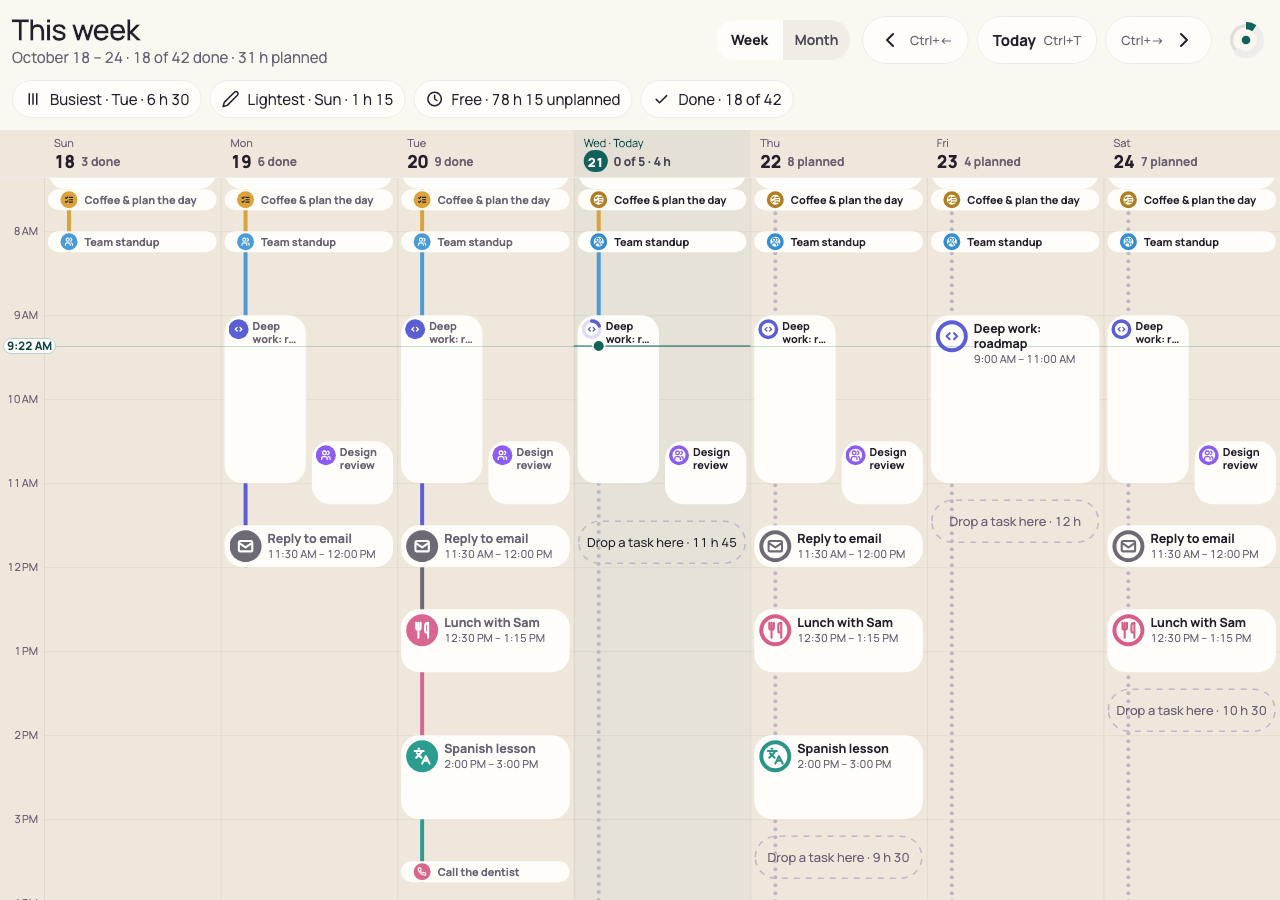 This week
October 18 – 24 · 18 of 42 done · 31 h planned
Week
Month
Ctrl+←
Today Ctrl+T
Ctrl+→
Busiest · Tue · 6 h 30
Lightest · Sun · 1 h 15
Free · 78 h 15 unplanned
Done · 18 of 42
Sun
18 3 done
Mon
19 6 done
Tue
20 9 done
Wed · Today
21 0 of 5 · 4 h
Thu
22 8 planned
Fri
23 4 planned
Sat
24 7 planned
8 AM
9 AM
9:22 AM
10 AM
11 AM
12 PM
1 PM
2 PM
3 PM
Coffee & plan the day
Team standup
Coffee & plan the day
Team standup
Deep
work: r…
Design
review
Reply to email
11:30 AM – 12:00 PM
Coffee & plan the day
Team standup
Deep
work: r…
Design
review
Reply to email
11:30 AM – 12:00 PM
Lunch with Sam
12:30 PM – 1:15 PM
Spanish lesson
2:00 PM – 3:00 PM
Call the dentist
Coffee & plan the day
Team standup
Deep
work: r…
Design
review
Drop a task here · 11 h 45
Coffee & plan the day
Team standup
Deep
work: r…
Design
review
Reply to email
11:30 AM – 12:00 PM
Lunch with Sam
12:30 PM – 1:15 PM
Spanish lesson
2:00 PM – 3:00 PM
Drop a task here · 9 h 30
Coffee & plan the day
Team standup
Deep work:
roadmap
9:00 AM – 11:00 AM
Drop a task here · 12 h
Coffee & plan the day
Team standup
Deep
work: r…
Design
review
Reply to email
11:30 AM – 12:00 PM
Lunch with Sam
12:30 PM – 1:15 PM
Drop a task here · 10 h 30